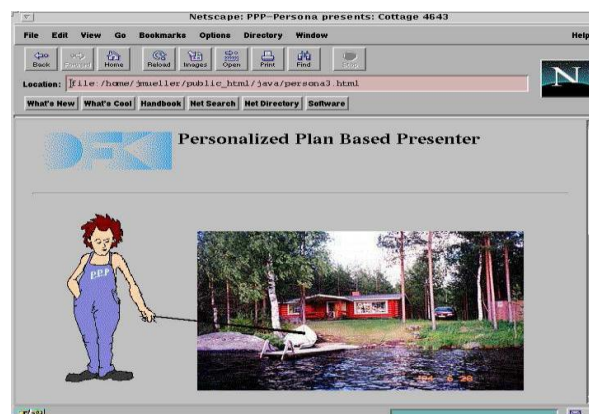 Netscape: PPP-Persona presents: Cottage 4643
File Edit View Go Bookmarks Options Directory Window Help
Back Forward Home Reload Images Open Print Find Stop
Location: file:/home/jmueller/public_html/java/persona3.html
N
What's New What's Cool Handbook Net Search Net Directory Software
DFKI Personalized Plan Based Presenter
PPP